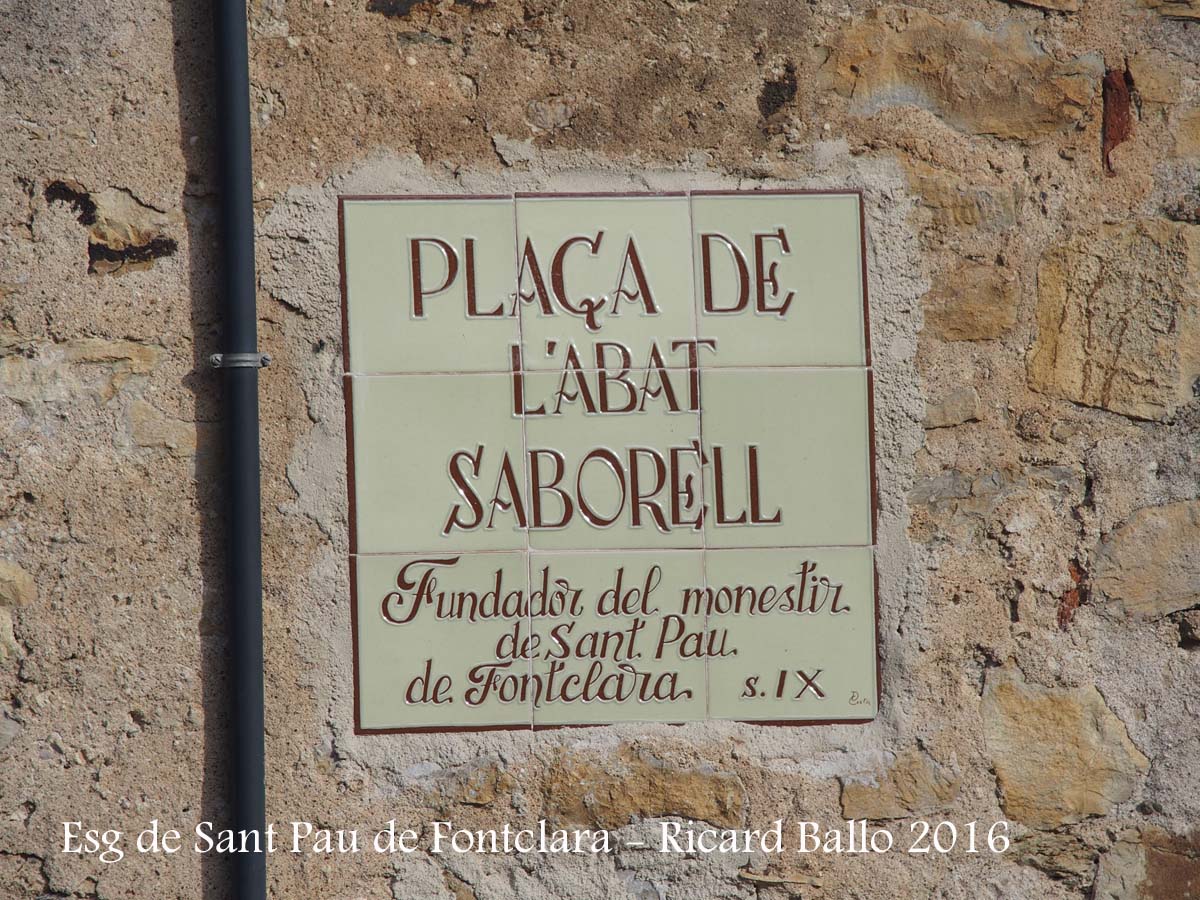 PLAÇA DE
L'ABAT
SABORELL
Fundador del monestir
de Sant Pau
de Fontclara s. IX
Esg de Sant Pau de Fontclara – Ricard Ballo 2016